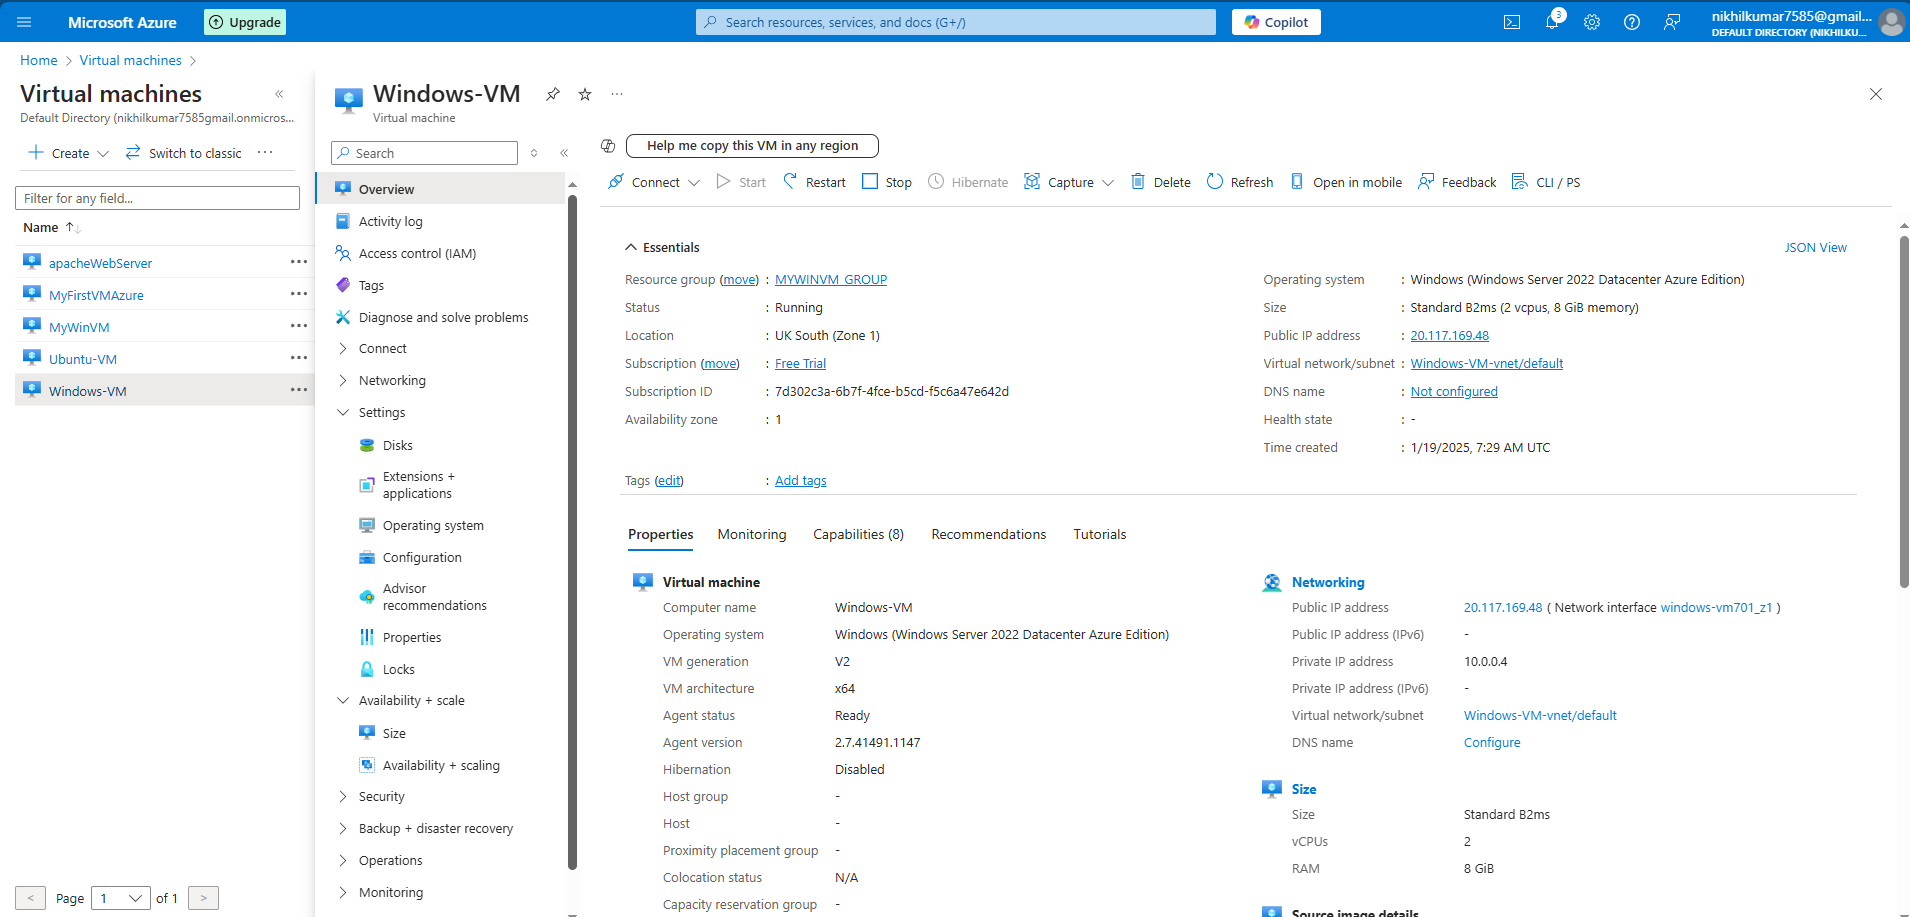 Microsoft Azure
Upgrade
Search resources, services, and docs (G+/)
Copilot
3
nikhilkumar7585@gmail....
DEFAULT DIRECTORY (NIKHILKU...
Home > Virtual machines >
Virtual machines
Default Directory (nikhilkumar7585gmail.onmicros...
Create
Switch to classic
Filter for any field...
Name
apacheWebServer
MyFirstVMAzure
MyWinVM
Ubuntu-VM
Windows-VM
< Page 1 of 1 >
Windows-VM
Virtual machine
Search
Overview
Activity log
Access control (IAM)
Tags
Diagnose and solve problems
Connect
Networking
Settings
Disks
Extensions +
applications
Operating system
Configuration
Advisor
recommendations
Properties
Locks
Availability + scale
Size
Availability + scaling
Security
Backup + disaster recovery
Operations
Monitoring
Help me copy this VM in any region
Connect Start Restart Stop Hibernate Capture Delete Refresh Open in mobile Feedback CLI / PS
Essentials
JSON View
Resource group (move) : MYWINVM_GROUP
Status : Running
Location : UK South (Zone 1)
Subscription (move) : Free Trial
Subscription ID : 7d302c3a-6b7f-4fce-b5cd-f5c6a47e642d
Availability zone : 1
Operating system : Windows (Windows Server 2022 Datacenter Azure Edition)
Size : Standard B2ms (2 vcpus, 8 GiB memory)
Public IP address : 20.117.169.48
Virtual network/subnet : Windows-VM-vnet/default
DNS name : Not configured
Health state : -
Time created : 1/19/2025, 7:29 AM UTC
Tags (edit) : Add tags
Properties Monitoring Capabilities (8) Recommendations Tutorials
Virtual machine
Computer name Windows-VM
Operating system Windows (Windows Server 2022 Datacenter Azure Edition)
VM generation V2
VM architecture x64
Agent status Ready
Agent version 2.7.41491.1147
Hibernation Disabled
Host group -
Host -
Proximity placement group -
Colocation status N/A
Capacity reservation group -
Networking
Public IP address 20.117.169.48 ( Network interface windows-vm701_z1 )
Public IP address (IPv6) -
Private IP address 10.0.0.4
Private IP address (IPv6) -
Virtual network/subnet Windows-VM-vnet/default
DNS name Configure
Size
Size Standard B2ms
vCPUs 2
RAM 8 GiB
Source image details